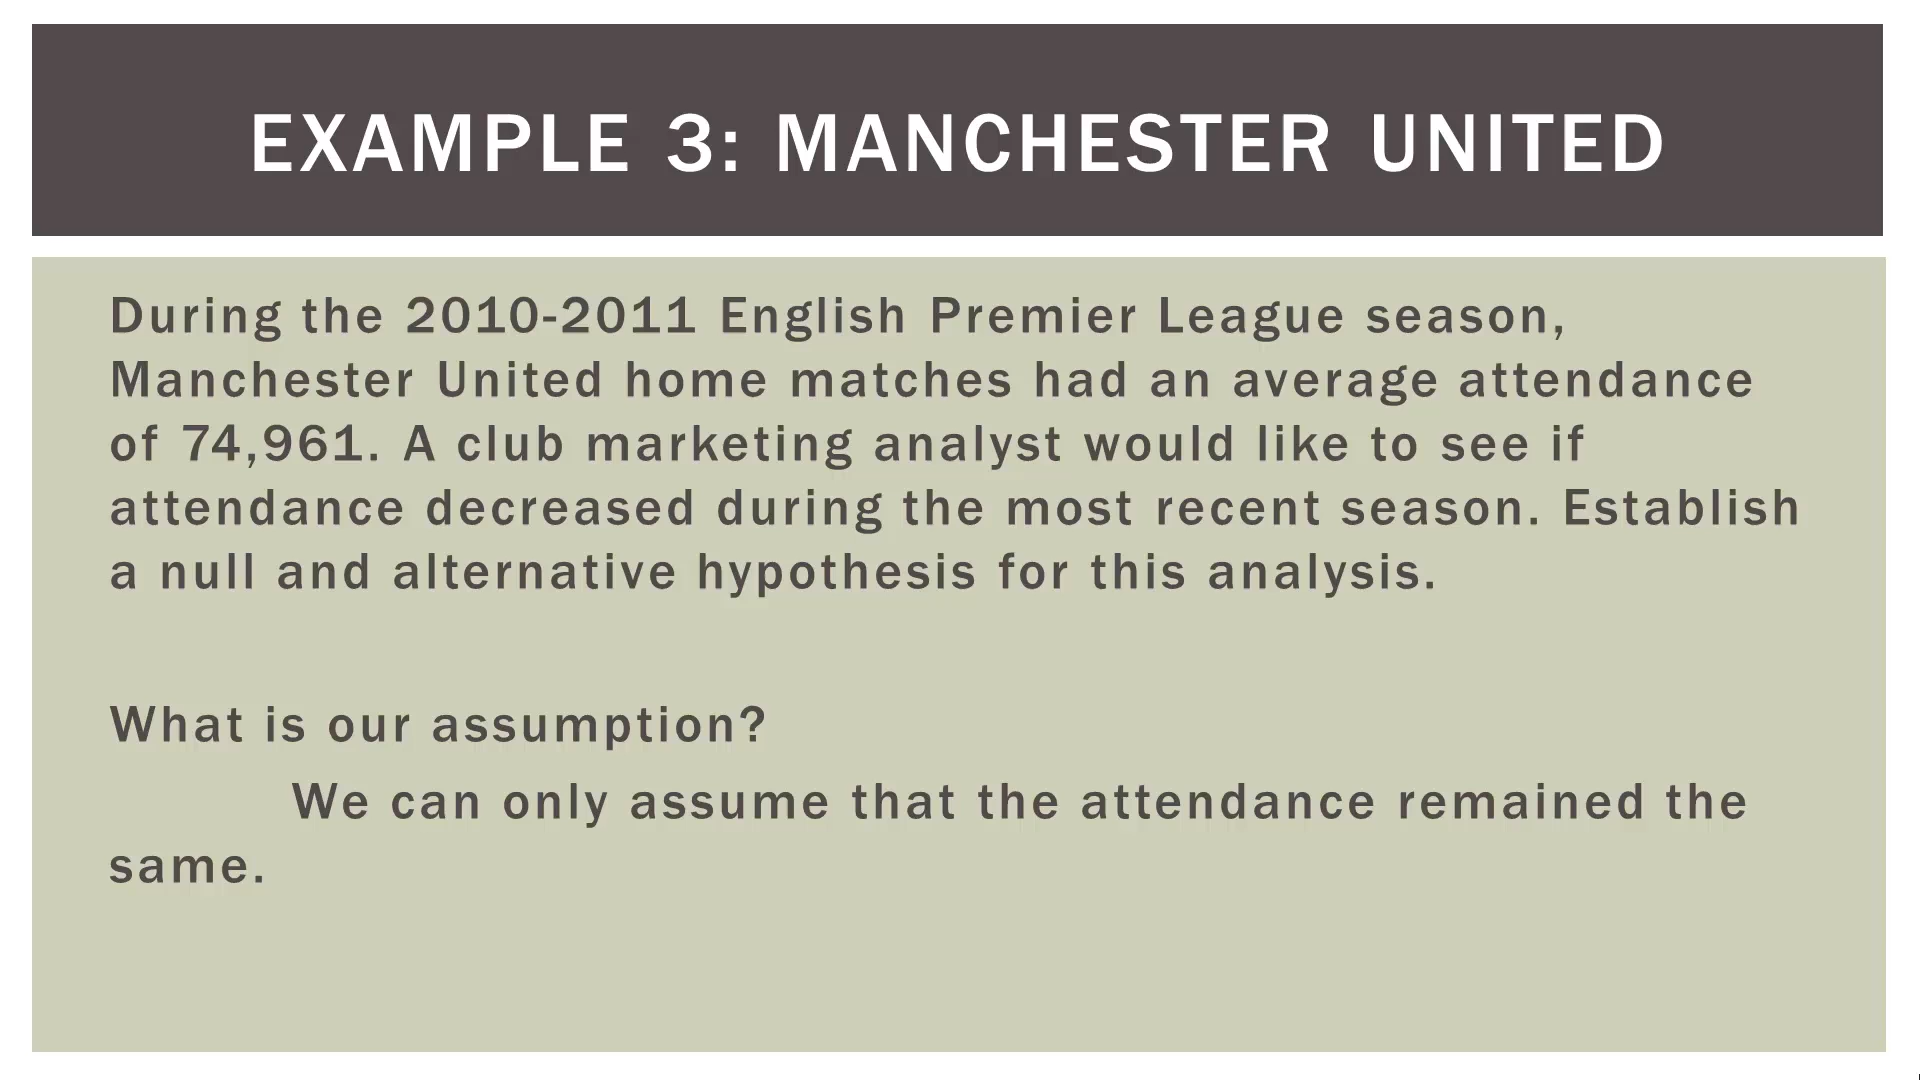 EXAMPLE 3: MANCHESTER UNITED
During the 2010-2011 English Premier League season,
Manchester United home matches had an average attendance
of 74,961. A club marketing analyst would like to see if
attendance decreased during the most recent season. Establish
a null and alternative hypothesis for this analysis.
What is our assumption?
We can only assume that the attendance remained the
same.